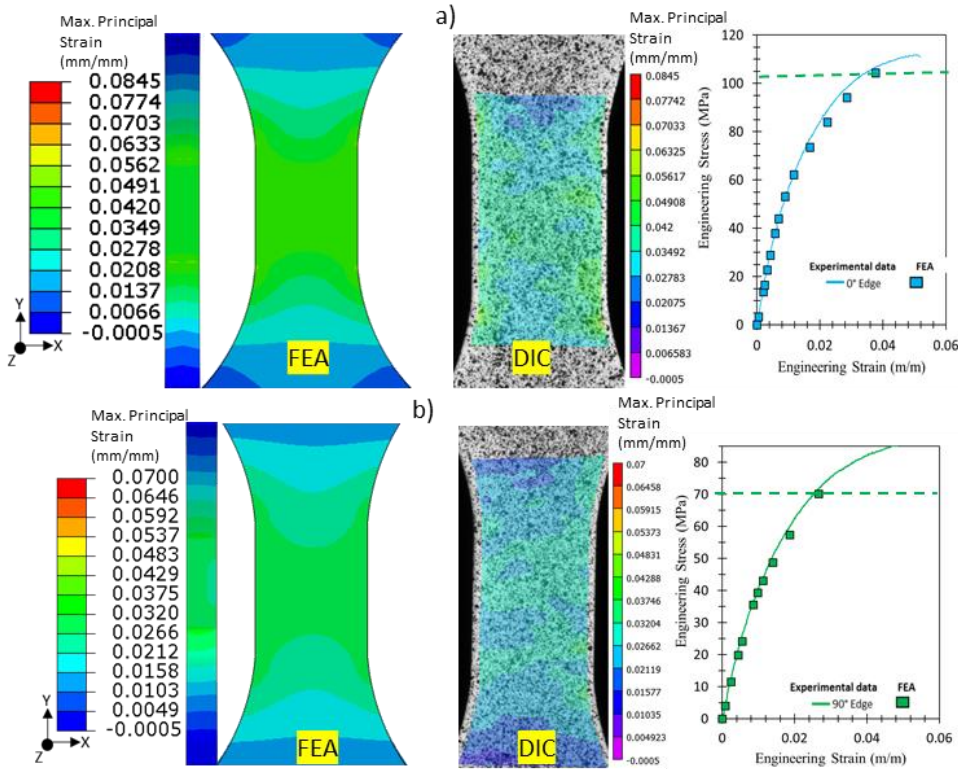 a)
Max. Principal
Strain
(mm/mm)
0.0845
0.0774
0.0703
0.0633
0.0562
0.0491
0.0420
0.0349
0.0278
0.0208
0.0137
0.0066
-0.0005
Y
X
Z
FEA
Max. Principal
Strain
(mm/mm)
0.0845
0.07742
0.07033
0.06325
0.05617
0.04908
0.042
0.03492
0.02783
0.02075
0.01367
0.006583
-0.0005
DIC
Engineering Stress (MPa)
120
100
80
60
40
20
0
0
0.02
0.04
0.06
Engineering Strain (m/m)
Experimental data
FEA
0° Edge
b)
Max. Principal
Strain
(mm/mm)
0.0700
0.0646
0.0592
0.0537
0.0483
0.0429
0.0375
0.0320
0.0266
0.0212
0.0158
0.0103
0.0049
-0.0005
Y
X
Z
FEA
Max. Principal
Strain
(mm/mm)
0.07
0.06458
0.05915
0.05373
0.04831
0.04288
0.03746
0.03204
0.02662
0.02119
0.01577
0.01035
0.004923
-0.0005
DIC
Engineering Stress (MPa)
80
70
60
50
40
30
20
10
0
0
0.02
0.04
0.06
Engineering Strain (m/m)
Experimental data
FEA
90° Edge